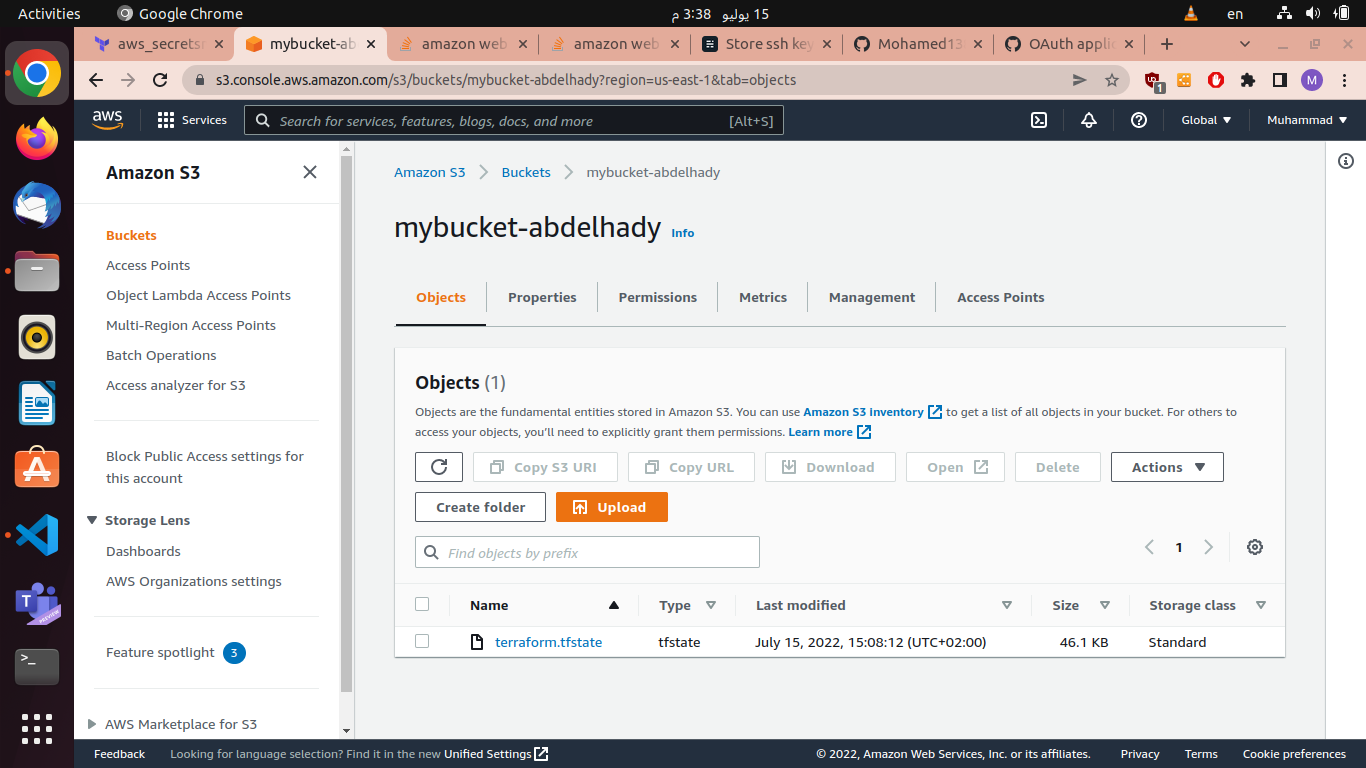 Activities
Google Chrome
15 يوليو 3:38 م
en
aws_secretsm
mybucket-ab
amazon web
amazon web
Store ssh key
Mohamed13
OAuth applic
s3.console.aws.amazon.com/s3/buckets/mybucket-abdelhady?region=us-east-1&tab=objects
1
M
aws
Services
Search for services, features, blogs, docs, and more
[Alt+S]
Global
Muhammad
Amazon S3
Buckets
Access Points
Object Lambda Access Points
Multi-Region Access Points
Batch Operations
Access analyzer for S3
Block Public Access settings for
this account
Storage Lens
Dashboards
AWS Organizations settings
Feature spotlight 3
AWS Marketplace for S3
Amazon S3
Buckets
mybucket-abdelhady
mybucket-abdelhady Info
Objects
Properties
Permissions
Metrics
Management
Access Points
Objects (1)
Objects are the fundamental entities stored in Amazon S3. You can use Amazon S3 inventory to get a list of all objects in your bucket. For others to
access your objects, you'll need to explicitly grant them permissions. Learn more
Copy S3 URI
Copy URL
Download
Open
Delete
Actions
Create folder
Upload
Find objects by prefix
1
Name
Type
Last modified
Size
Storage class
terraform.tfstate
tfstate
July 15, 2022, 15:08:12 (UTC+02:00)
46.1 KB
Standard
Feedback
Looking for language selection? Find it in the new Unified Settings
© 2022, Amazon Web Services, Inc. or its affiliates.
Privacy
Terms
Cookie preferences